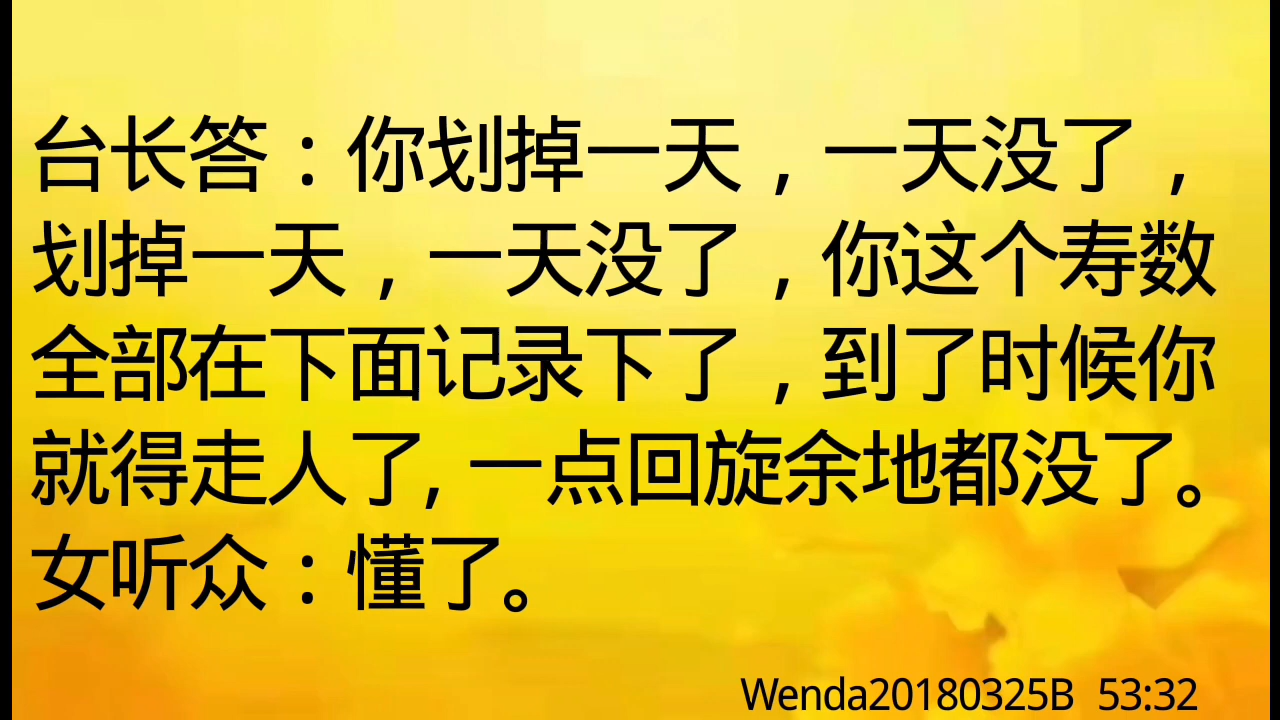 台长答：你划掉一天，一天没了，
划掉一天，一天没了，你这个寿数
全部在下面记录下了，到了时候你
就得走人了, 一点回旋余地都没了。
女听众：懂了。
Wenda20180325B 53:32